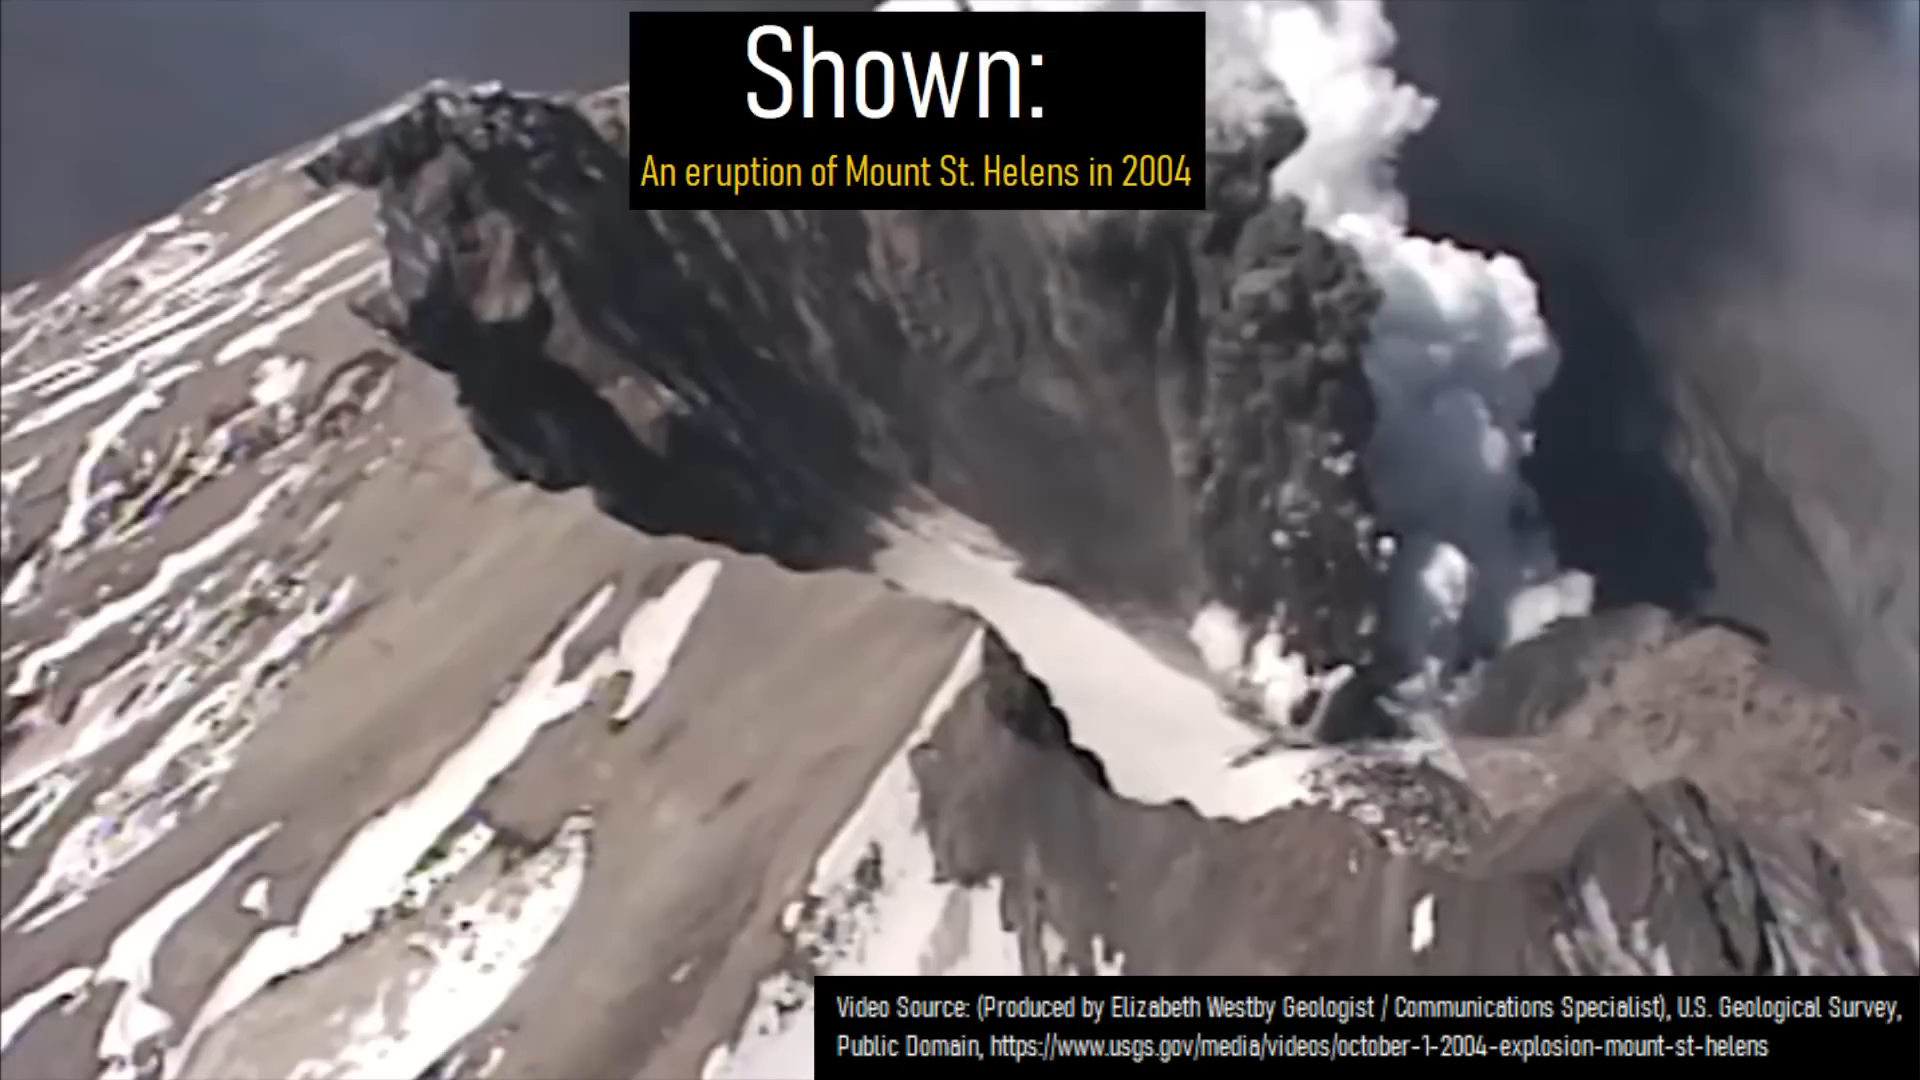 Shown:
An eruption of Mount St. Helens in 2004
Video Source: (Produced by Elizabeth Westby Geologist / Communications Specialist), U.S. Geological Survey,
Public Domain, https://www.usgs.gov/media/videos/october-1-2004-explosion-mount-st-helens